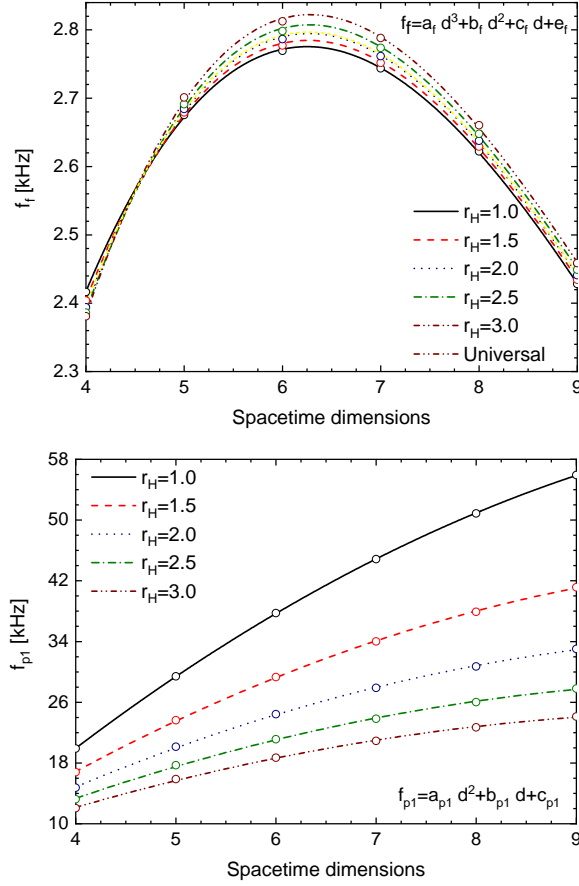 f_f=a_f d^3+b_f d^2+c_f d+e_f
2.8
2.7
2.6
2.5
2.4
2.3
f_f [kHz]
r_H=1.0
r_H=1.5
r_H=2.0
r_H=2.5
r_H=3.0
Universal
4 5 6 7 8 9
Spacetime dimensions
58
50
42
34
26
18
10
f_p1 [kHz]
r_H=1.0
r_H=1.5
r_H=2.0
r_H=2.5
r_H=3.0
f_p1=a_p1 d^2+b_p1 d+c_p1
4 5 6 7 8 9
Spacetime dimensions